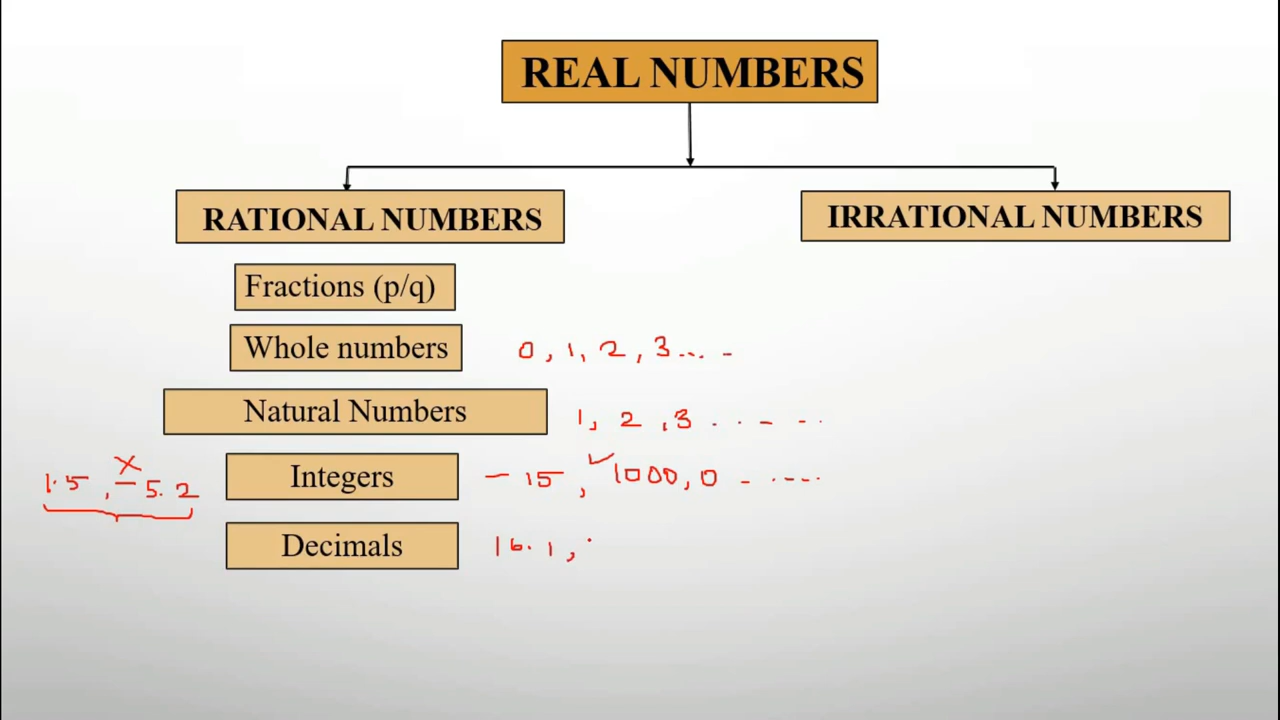 REAL NUMBERS
RATIONAL NUMBERS
IRRATIONAL NUMBERS
Fractions (p/q)
Whole numbers
0, 1, 2, 3.... -
Natural Numbers
1, 2, 3 . . - - . .
1.5, -5.2
Integers
-15, 1000, 0 - . ---.
Decimals
16.1,